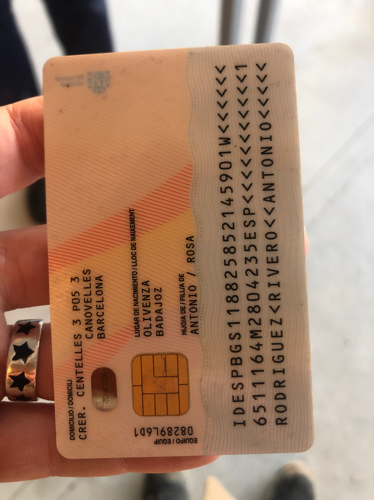 DOMICILIO / DOMICILI
CRER. CENTELLES 3 P05 3
CANOVELLES
BARCELONA
LUGAR DE NACIMIENTO / LLOC DE NAIXEMENT
OLIVENZA
BADAJOZ
HIJO/A DE / FILL/A DE
ANTONIO / ROSA
EQUIPO / EQUIP
08289L6D1
IDESPBGS118825852145901W<<<<<<
6511164M2804235ESP<<<<<<<<<<<1
RODRIGUEZ<RIVERO<<ANTONIO<<<<<